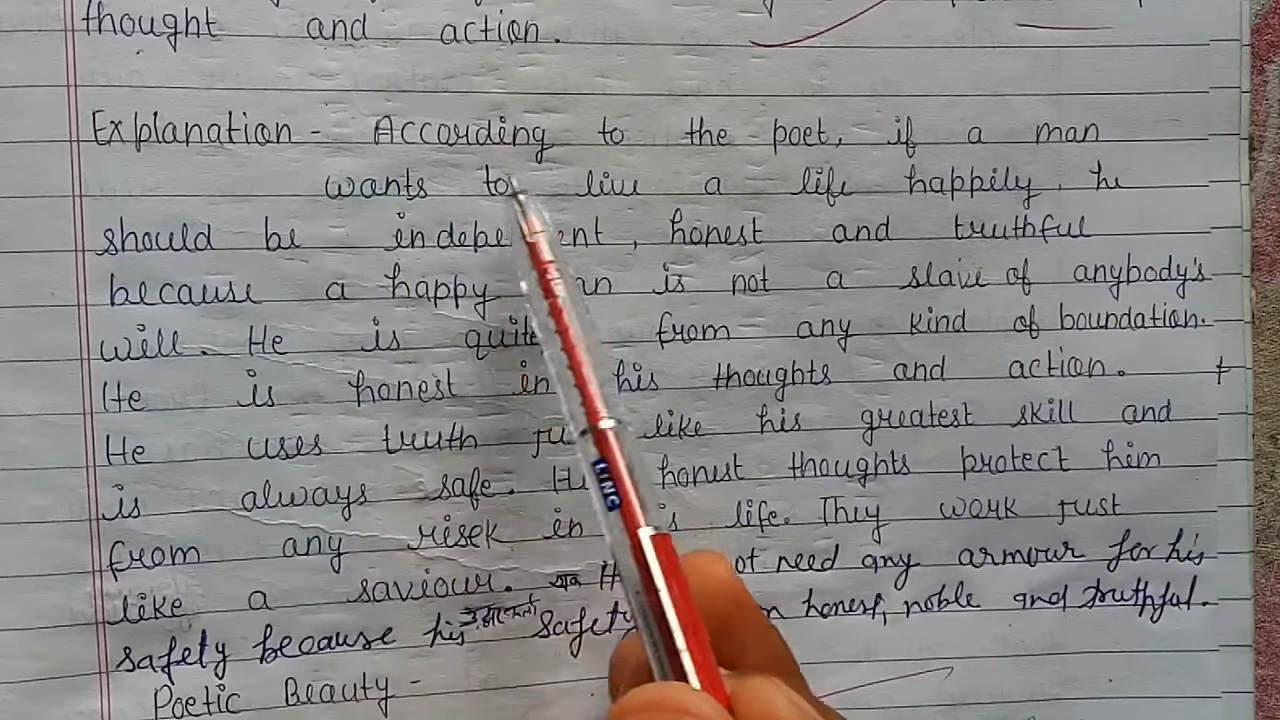 thought and action.
Explanation - According to the poet, if a man
wants to live a life happily, he
should be indepe nt, honest and truthful
because a happy is not a slave of anybody's
will. He is quite from any kind of boundation.
He is honest in his thoughts and action.
He uses truth like his greatest skill and
is always safe. honest thoughts protect him
from any risek in life. They work just
like a saviour. need any armour for his
safety because his safety honest, noble and truthful.
Poetic Beauty -
LINC